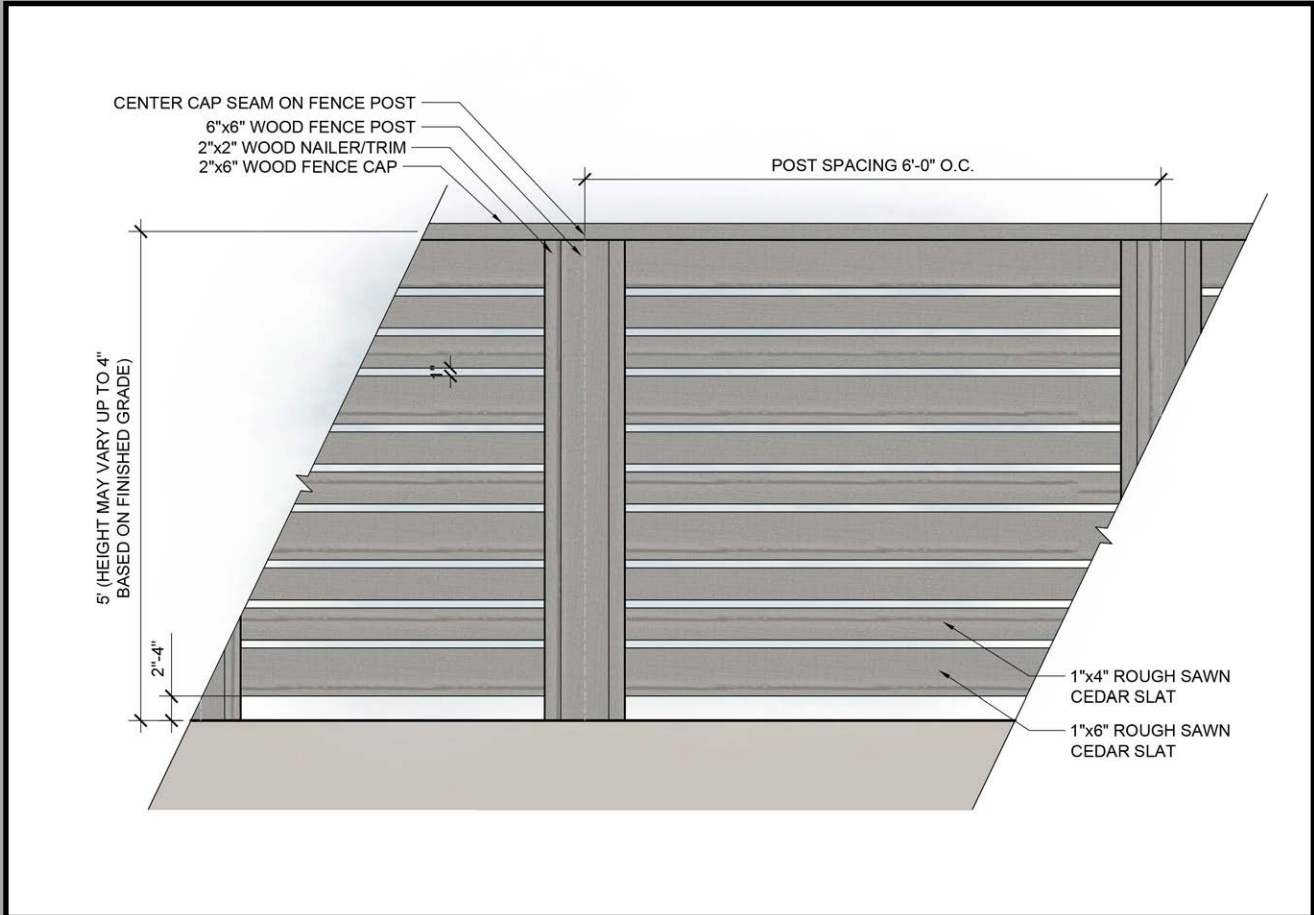 CENTER CAP SEAM ON FENCE POST
6"x6" WOOD FENCE POST
2"x2" WOOD NAILER/TRIM
2"x6" WOOD FENCE CAP
POST SPACING 6'-0" O.C.
1"
5' (HEIGHT MAY VARY UP TO 4"
BASED ON FINISHED GRADE)
2"-4"
1"x4" ROUGH SAWN
CEDAR SLAT
1"x6" ROUGH SAWN
CEDAR SLAT